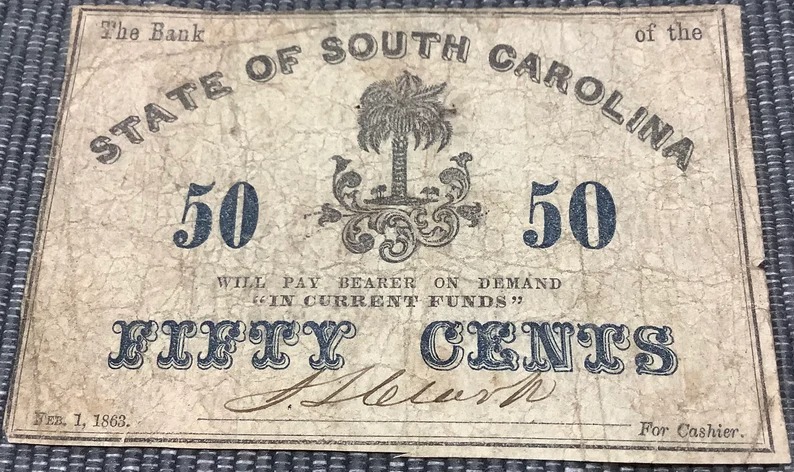 The Bank of the
STATE OF SOUTH CAROLINA
50 50
WILL PAY BEARER ON DEMAND
"IN CURRENT FUNDS"
FIFTY CENTS
Feb. 1, 1863. For Cashier.